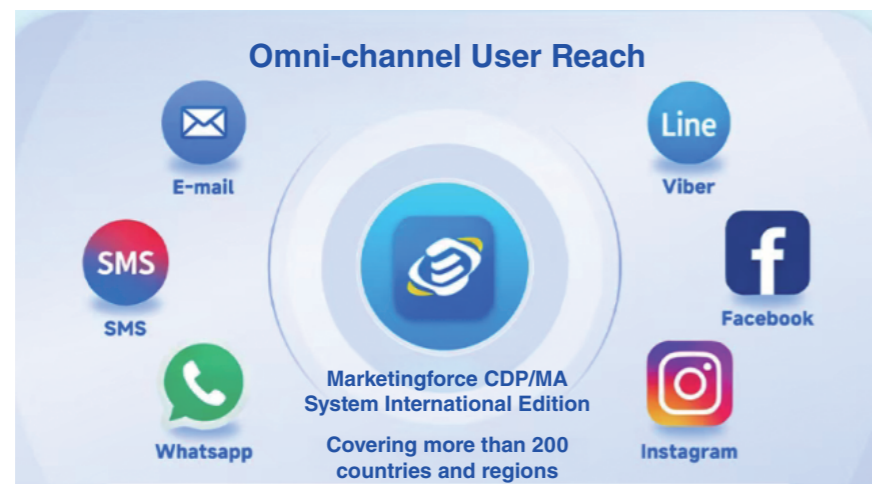 Omni-channel User Reach
E-mail
SMS
SMS
Whatsapp
Marketingforce CDP/MA
System International Edition
Covering more than 200
countries and regions
Line
Viber
f
Facebook
Instagram